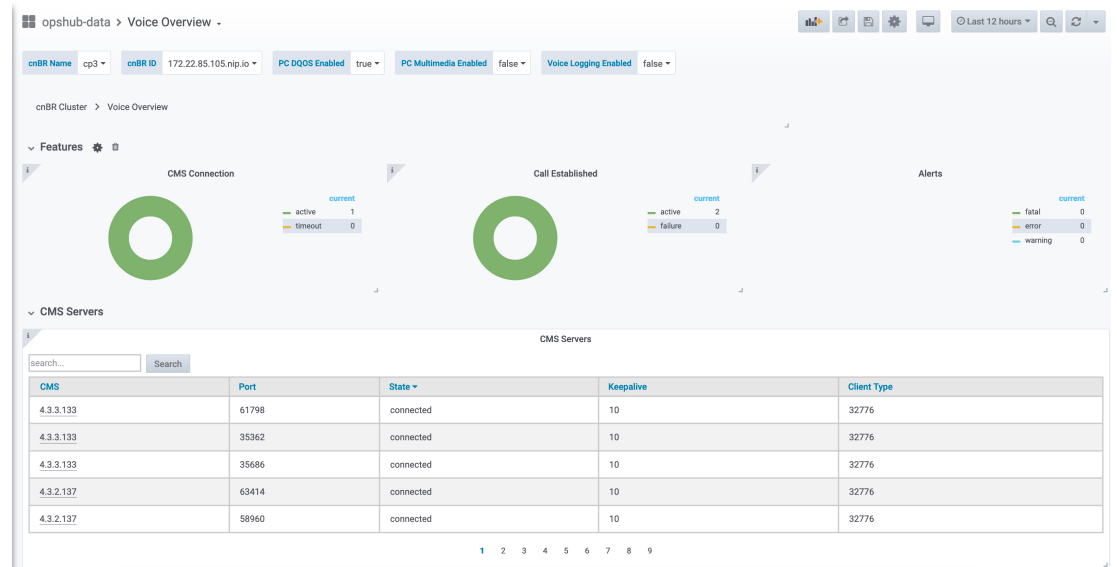 opshub-data > Voice Overview
Last 12 hours
cnBR Name cp3 cnBR ID 172.22.85.105.nip.io PC DQOS Enabled true PC Multimedia Enabled false Voice Logging Enabled false
cnBR Cluster > Voice Overview
Features
i CMS Connection
current
active 1
timeout 0
i Call Established
current
active 2
failure 0
i Alerts
current
fatal 0
error 0
warning 0
CMS Servers
i CMS Servers
search... Search
CMS Port State Keepalive Client Type
4.3.3.133 61798 connected 10 32776
4.3.3.133 35362 connected 10 32776
4.3.3.133 35686 connected 10 32776
4.3.2.137 63414 connected 10 32776
4.3.2.137 58960 connected 10 32776
1 2 3 4 5 6 7 8 9